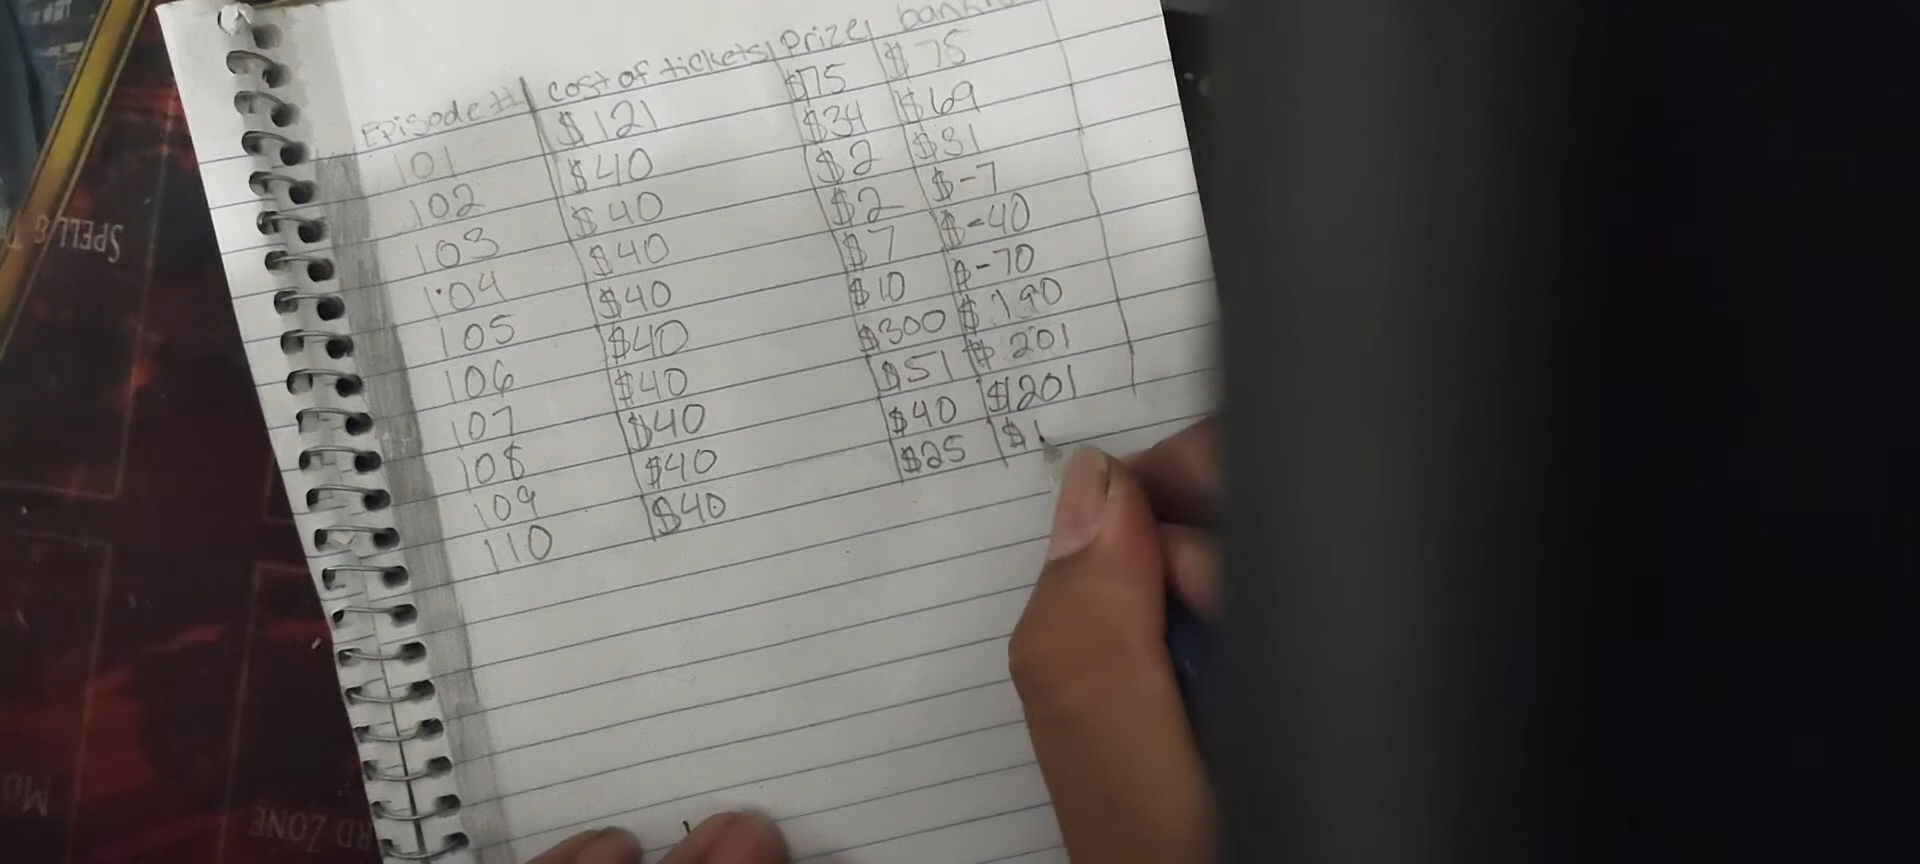 Episode # cost of tickets prize
101 $121 $75 $75
102 $40 $34 $69
103 $40 $2 $31
104 $40 $2 $-7
105 $40 $7 $-40
106 $40 $10 $-70
107 $40 $300 $190
108 $40 $51 $201
109 $40 $40 $201
110 $40 $25 $1
SPELL &
RD ZONE